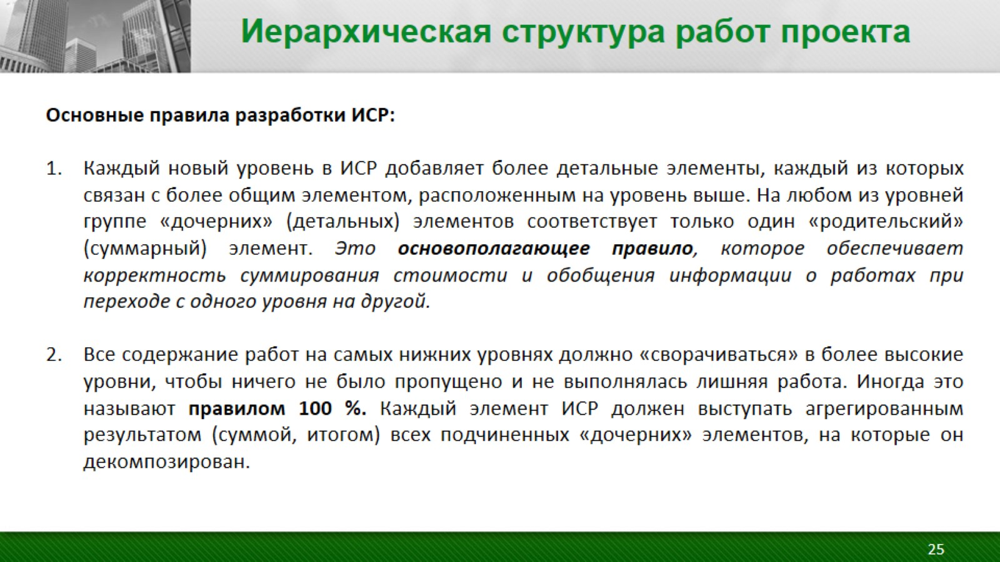 Иерархическая структура работ проекта
Основные правила разработки ИСР:
1. Каждый новый уровень в ИСР добавляет более детальные элементы, каждый из которых
связан с более общим элементом, расположенным на уровень выше. На любом из уровней
группе «дочерних» (детальных) элементов соответствует только один «родительский»
(суммарный) элемент. Это основополагающее правило, которое обеспечивает
корректность суммирования стоимости и обобщения информации о работах при
переходе с одного уровня на другой.
2. Все содержание работ на самых нижних уровнях должно «сворачиваться» в более высокие
уровни, чтобы ничего не было пропущено и не выполнялась лишняя работа. Иногда это
называют правилом 100 %. Каждый элемент ИСР должен выступать агрегированным
результатом (суммой, итогом) всех подчиненных «дочерних» элементов, на которые он
декомпозирован.
25